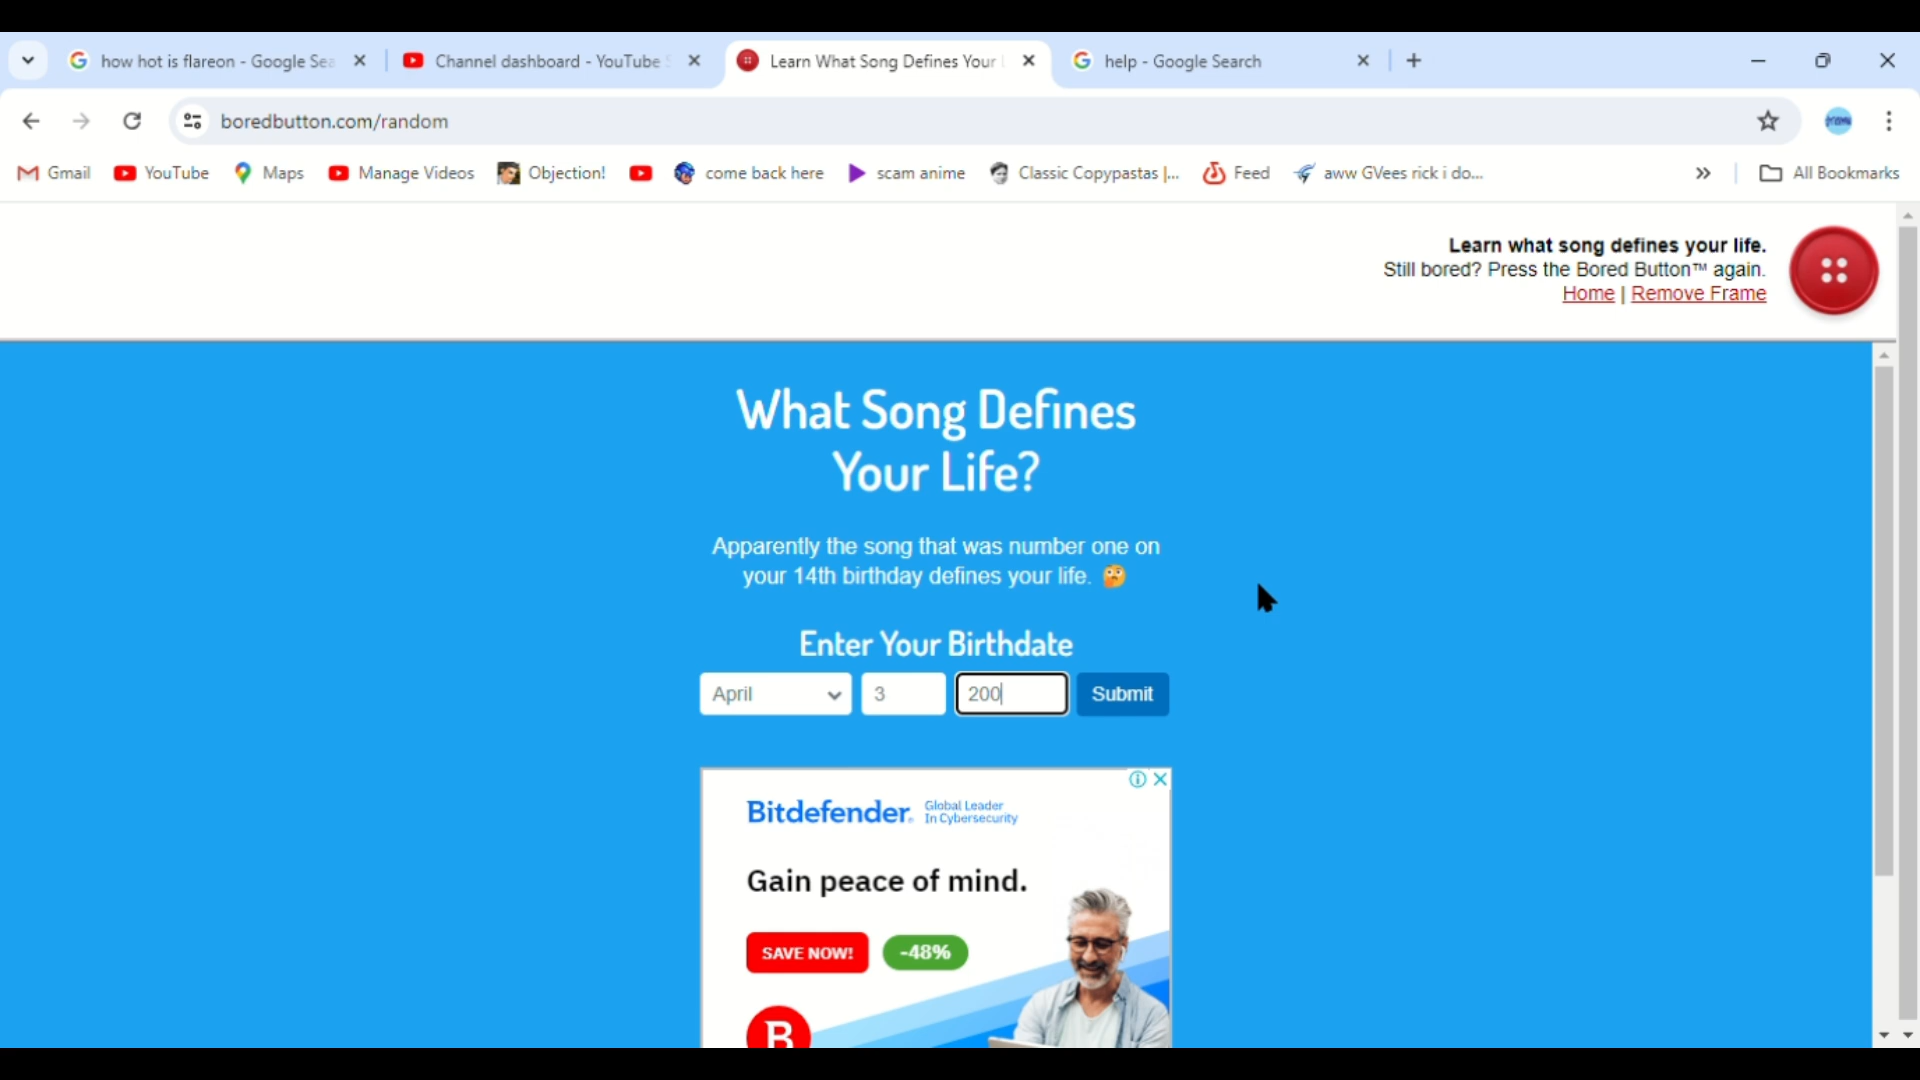 how hot is flareon - Google Sea
Channel dashboard - YouTube S
Learn What Song Defines Your L
help - Google Search
boredbutton.com/random
Gmail
YouTube
Maps
Manage Videos
Objection!
come back here
scam anime
Classic Copypastas |...
Feed
aww GVees rick i do...
All Bookmarks
Learn what song defines your life.
Still bored? Press the Bored Button™ again.
Home | Remove Frame
What Song Defines
Your Life?
Apparently the song that was number one on
your 14th birthday defines your life. 🤔
Enter Your Birthdate
April
3
200
Submit
Bitdefender. Global Leader
In Cybersecurity
Gain peace of mind.
SAVE NOW!
-48%
B